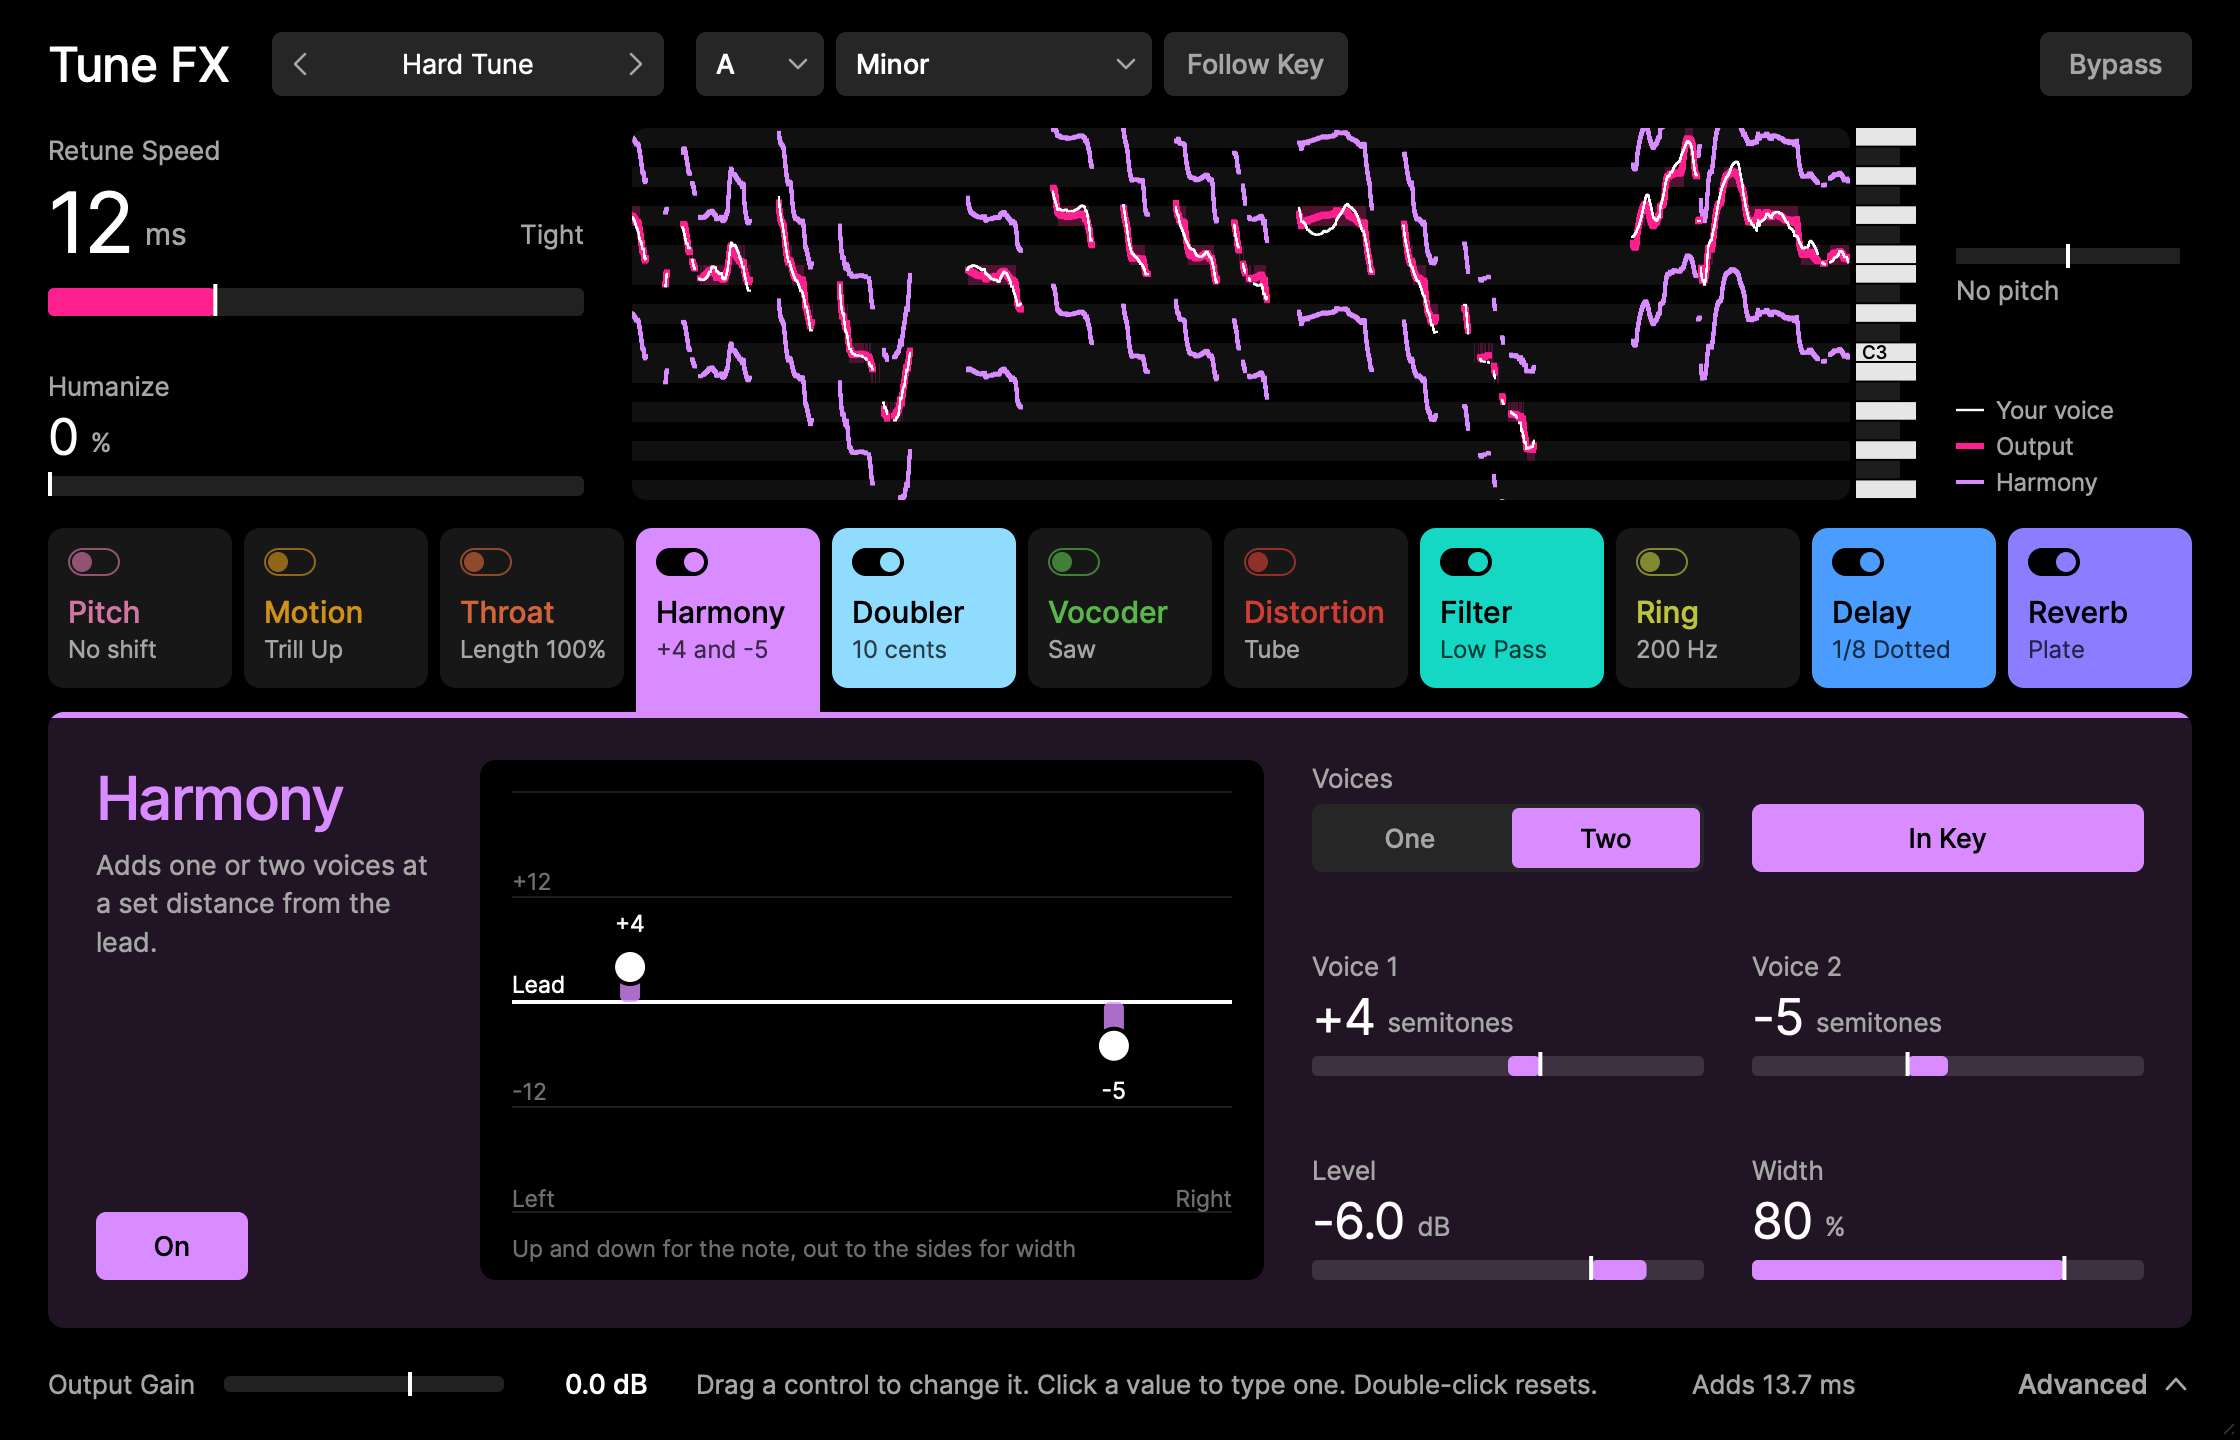 Tune FX
Hard Tune
A
Minor
Follow Key
Bypass
Retune Speed
12 ms
Tight
Humanize
0 %
C3
No pitch
Your voice
Output
Harmony
Pitch
No shift
Motion
Trill Up
Throat
Length 100%
Harmony
+4 and -5
Doubler
10 cents
Vocoder
Saw
Distortion
Tube
Filter
Low Pass
Ring
200 Hz
Delay
1/8 Dotted
Reverb
Plate
Harmony
Adds one or two voices at
a set distance from the
lead.
On
+12
+4
Lead
-12
-5
Left
Right
Up and down for the note, out to the sides for width
Voices
One
Two
In Key
Voice 1
+4 semitones
Voice 2
-5 semitones
Level
-6.0 dB
Width
80 %
Output Gain
0.0 dB
Drag a control to change it. Click a value to type one. Double-click resets.
Adds 13.7 ms
Advanced